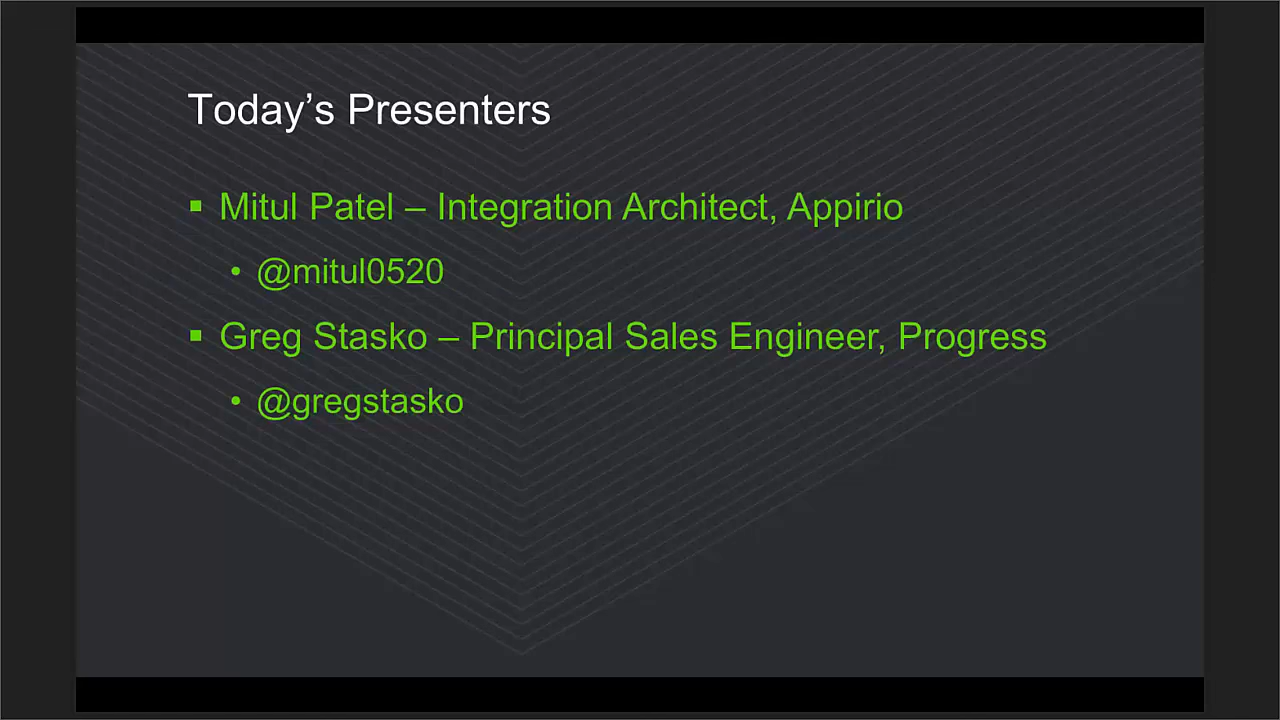 Today’s Presenters
▪ Mitul Patel – Integration Architect, Appirio
• @mitul0520
▪ Greg Stasko – Principal Sales Engineer, Progress
• @gregstasko